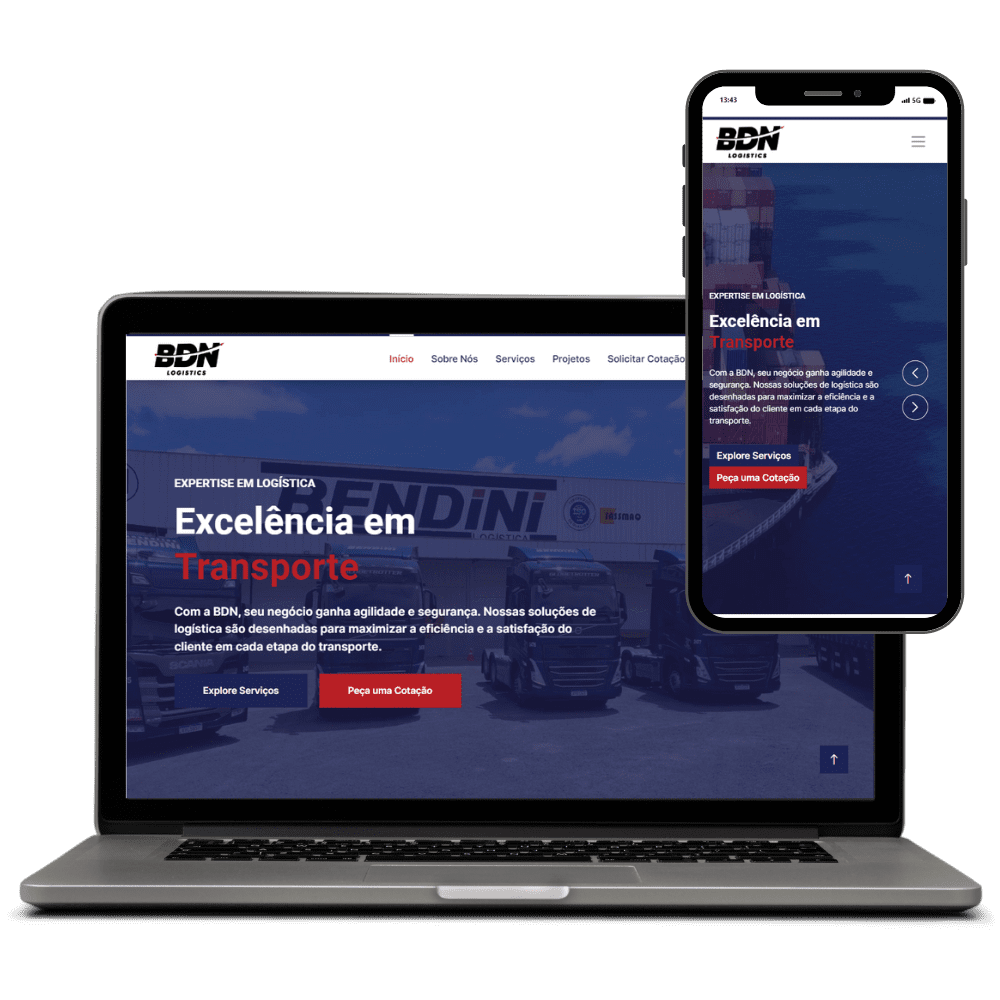 BDN
LOGISTICS
Início Sobre Nós Serviços Projetos Solicitar Cotação
BENDINI
LOGÍSTICA
SASSMAQ
EXPERTISE EM LOGÍSTICA
Excelência em
Transporte
Com a BDN, seu negócio ganha agilidade e segurança. Nossas soluções de
logística são desenhadas para maximizar a eficiência e a satisfação do
cliente em cada etapa do transporte.
SCANIA
Explore Serviços Peça uma Cotação
13:43 5G
BDN
LOGISTICS
EXPERTISE EM LOGÍSTICA
Excelência em
Transporte
Com a BDN, seu negócio ganha agilidade e
segurança. Nossas soluções de logística são
desenhadas para maximizar a eficiência e a
satisfação do cliente em cada etapa do
transporte.
Explore Serviços
Peça uma Cotação